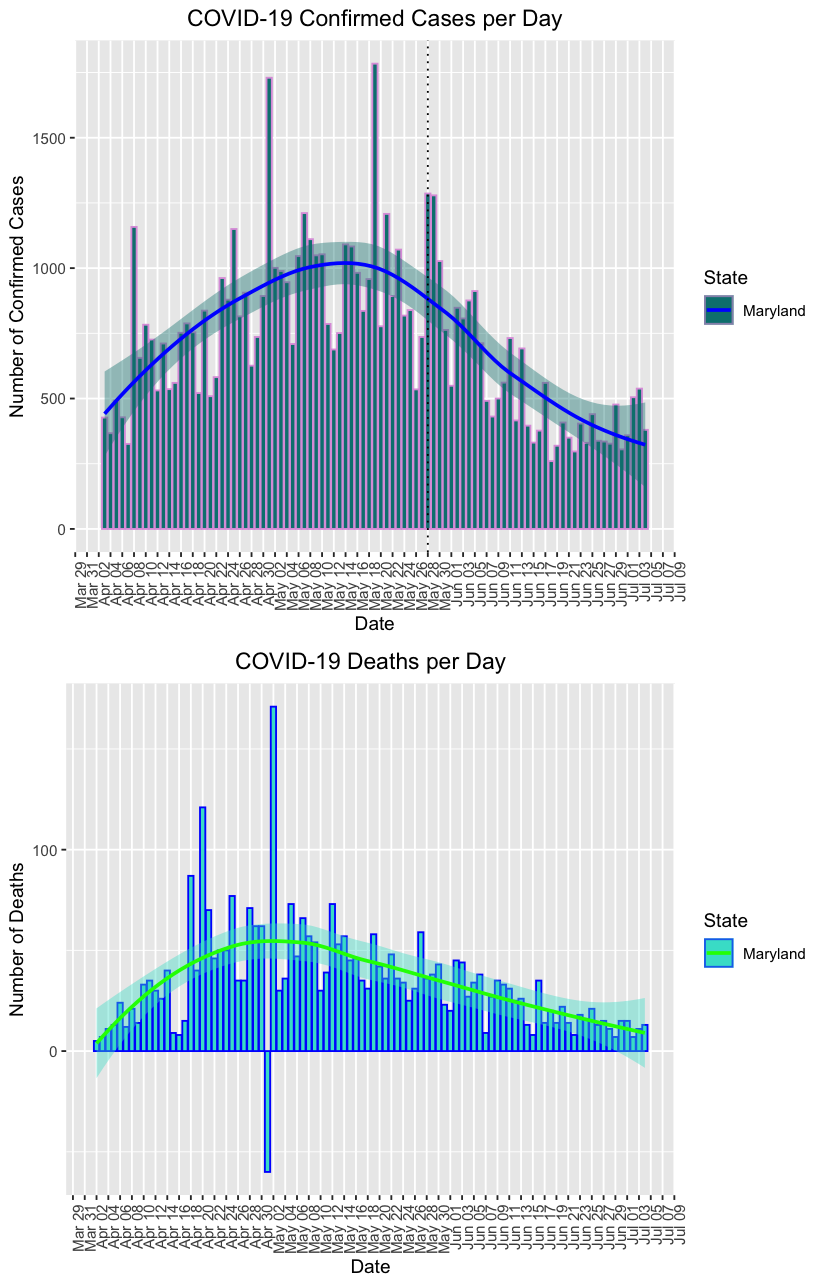 COVID-19 Confirmed Cases per Day
Number of Confirmed Cases
1500
1000
500
0
Mar 29
Mar 31
Apr 02
Apr 04
Apr 06
Apr 08
Apr 10
Apr 12
Apr 14
Apr 16
Apr 18
Apr 20
Apr 22
Apr 24
Apr 26
Apr 28
Apr 30
May 02
May 04
May 06
May 08
May 10
May 12
May 14
May 16
May 18
May 20
May 22
May 24
May 26
May 28
May 30
Jun 01
Jun 03
Jun 05
Jun 07
Jun 09
Jun 11
Jun 13
Jun 15
Jun 17
Jun 19
Jun 21
Jun 23
Jun 25
Jun 27
Jun 29
Jul 01
Jul 03
Jul 05
Jul 07
Jul 09
Date
State
Maryland
COVID-19 Deaths per Day
Number of Deaths
100
0
Mar 29
Mar 31
Apr 02
Apr 04
Apr 06
Apr 08
Apr 10
Apr 12
Apr 14
Apr 16
Apr 18
Apr 20
Apr 22
Apr 24
Apr 26
Apr 28
Apr 30
May 02
May 04
May 06
May 08
May 10
May 12
May 14
May 16
May 18
May 20
May 22
May 24
May 26
May 28
May 30
Jun 01
Jun 03
Jun 05
Jun 07
Jun 09
Jun 11
Jun 13
Jun 15
Jun 17
Jun 19
Jun 21
Jun 23
Jun 25
Jun 27
Jun 29
Jul 01
Jul 03
Jul 05
Jul 07
Jul 09
Date
State
Maryland